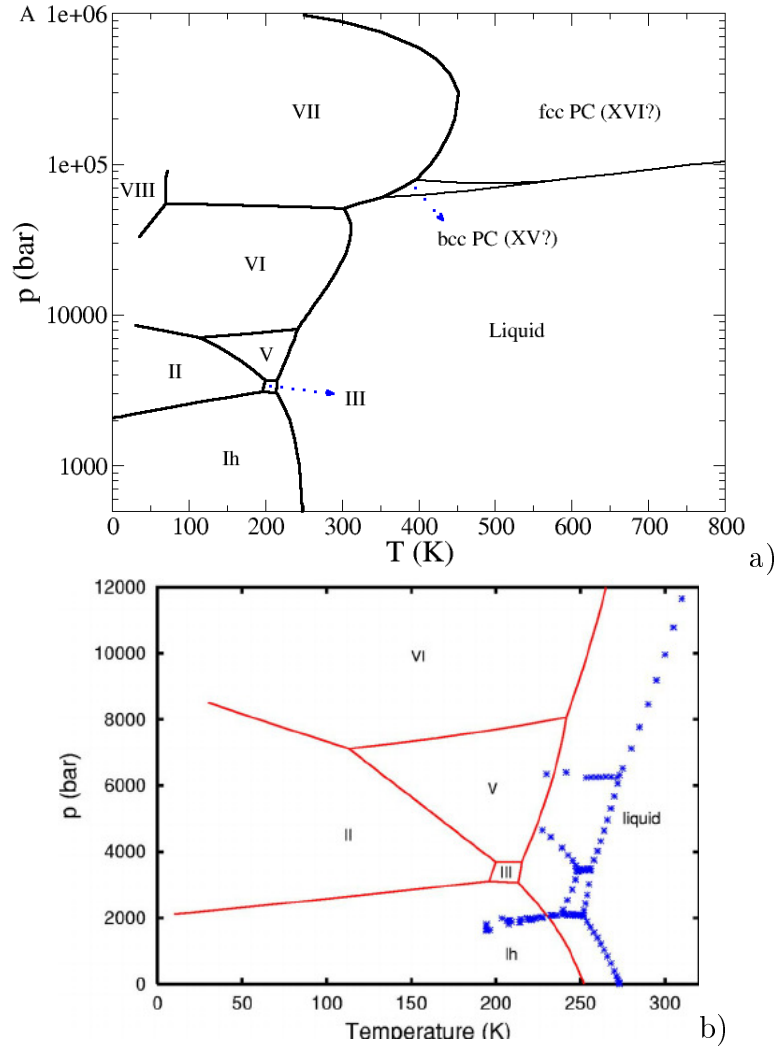 A
1e+06
VII
fcc PC (XVI?)
1e+05
VIII
bcc PC (XV?)
VI
p (bar)
10000
Liquid
V
II
III
1000
Ih
0 100 200 300 400 500 600 700 800
T (K)
a)
12000
VI
10000
8000
p (bar)
6000
V
liquid
II
4000
III
2000
Ih
0
0 50 100 150 200 250 300
Temperature (K)
b)